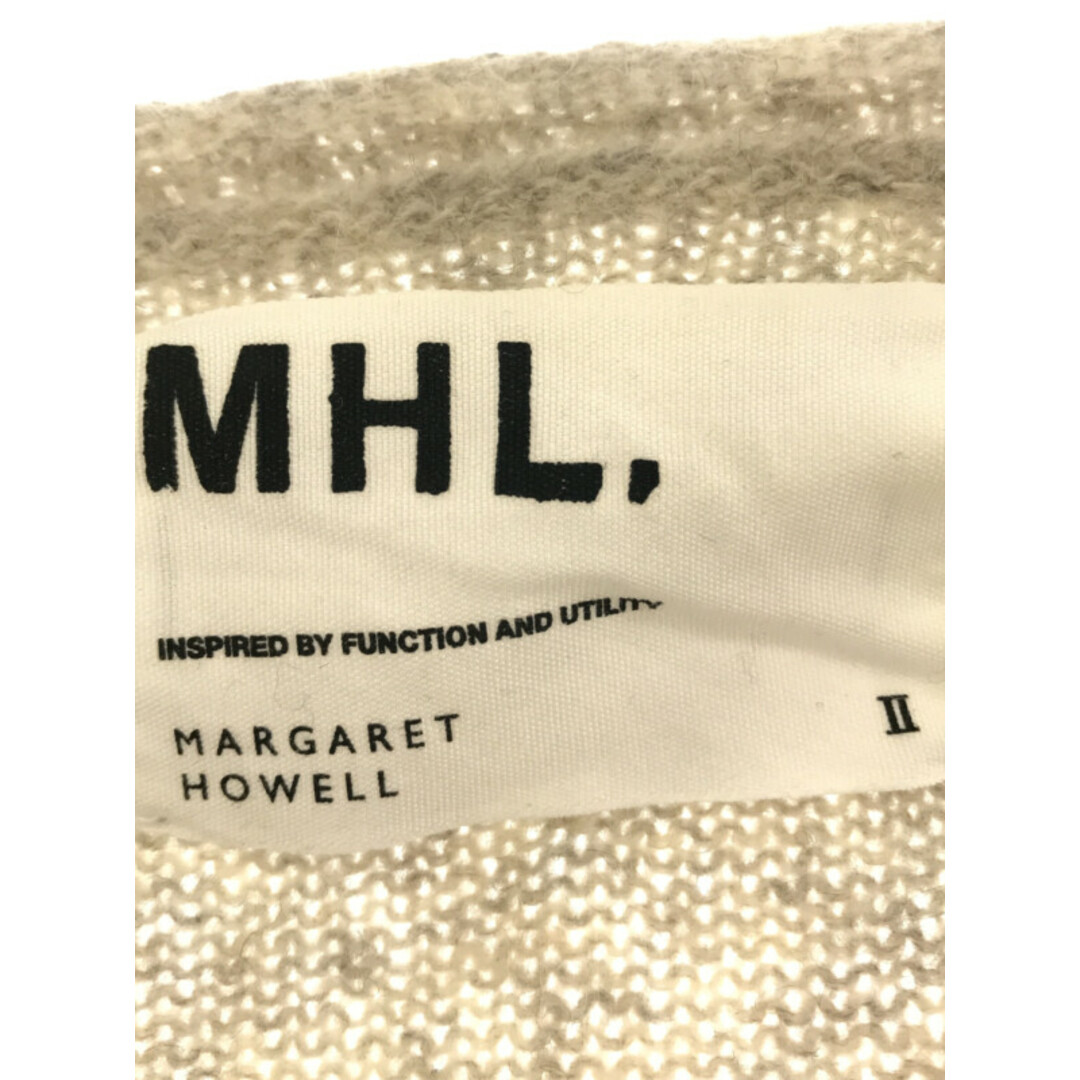 MHL.
INSPIRED BY FUNCTION AND UTILITY
MARGARET
HOWELL
II